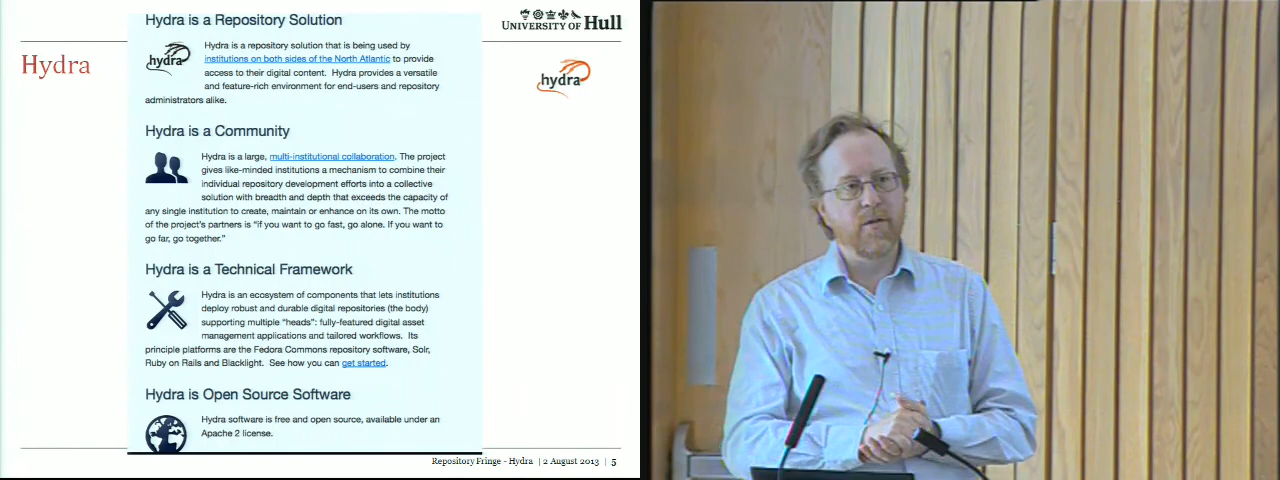 Hydra is a Repository Solution
UNIVERSITY OF Hull
Hydra
hydra
Hydra is a repository solution that is being used by
institutions on both sides of the North Atlantic to provide
access to their digital content. Hydra provides a versatile
and feature-rich environment for end-users and repository
administrators alike.
hydra
Hydra is a Community
Hydra is a large, multi-institutional collaboration. The project
gives like-minded institutions a mechanism to combine their
individual repository development efforts into a collective
solution with breadth and depth that exceeds the capacity of
any single institution to create, maintain or enhance on its own. The motto
of the project's partners is "if you want to go fast, go alone. If you want to
go far, go together."
Hydra is a Technical Framework
Hydra is an ecosystem of components that lets institutions
deploy robust and durable digital repositories (the body)
supporting multiple "heads": fully-featured digital asset
management applications and tailored workflows. Its
principle platforms are the Fedora Commons repository software, Solr,
Ruby on Rails and Blacklight. See how you can get started.
Hydra is Open Source Software
Hydra software is free and open source, available under an
Apache 2 license.
Repository Fringe - Hydra | 2 August 2013 | 5